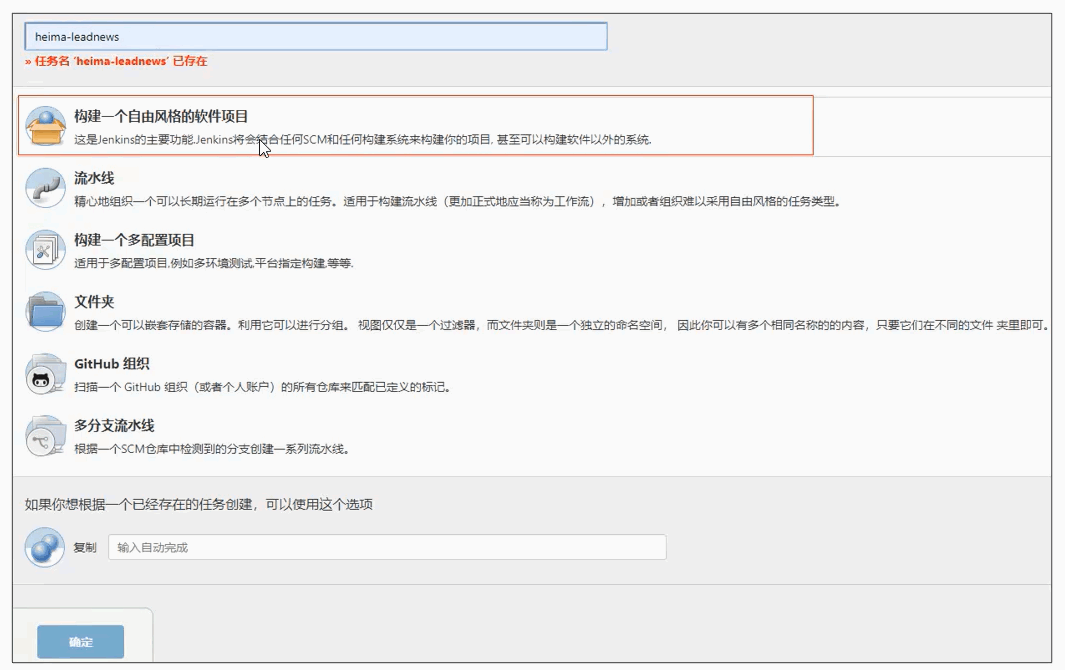 heima-leadnews
» 任务名 ‘heima-leadnews’ 已存在
构建一个自由风格的软件项目
这是Jenkins的主要功能.Jenkins将会结合任何SCM和任何构建系统来构建你的项目, 甚至可以构建软件以外的系统.
流水线
精心地组织一个可以长期运行在多个节点上的任务。适用于构建流水线（更加正式地应当称为工作流），增加或者组织难以采用自由风格的任务类型。
构建一个多配置项目
适用于多配置项目,例如多环境测试,平台指定构建,等等.
文件夹
创建一个可以嵌套存储的容器。利用它可以进行分组。 视图仅仅是一个过滤器，而文件夹则是一个独立的命名空间， 因此你可以有多个相同名称的的内容，只要它们在不同的文件 夹里即可。
GitHub 组织
扫描一个 GitHub 组织（或者个人账户）的所有仓库来匹配已定义的标记。
多分支流水线
根据一个SCM仓库中检测到的分支创建一系列流水线。
如果你想根据一个已经存在的任务创建，可以使用这个选项
复制 输入自动完成
确定